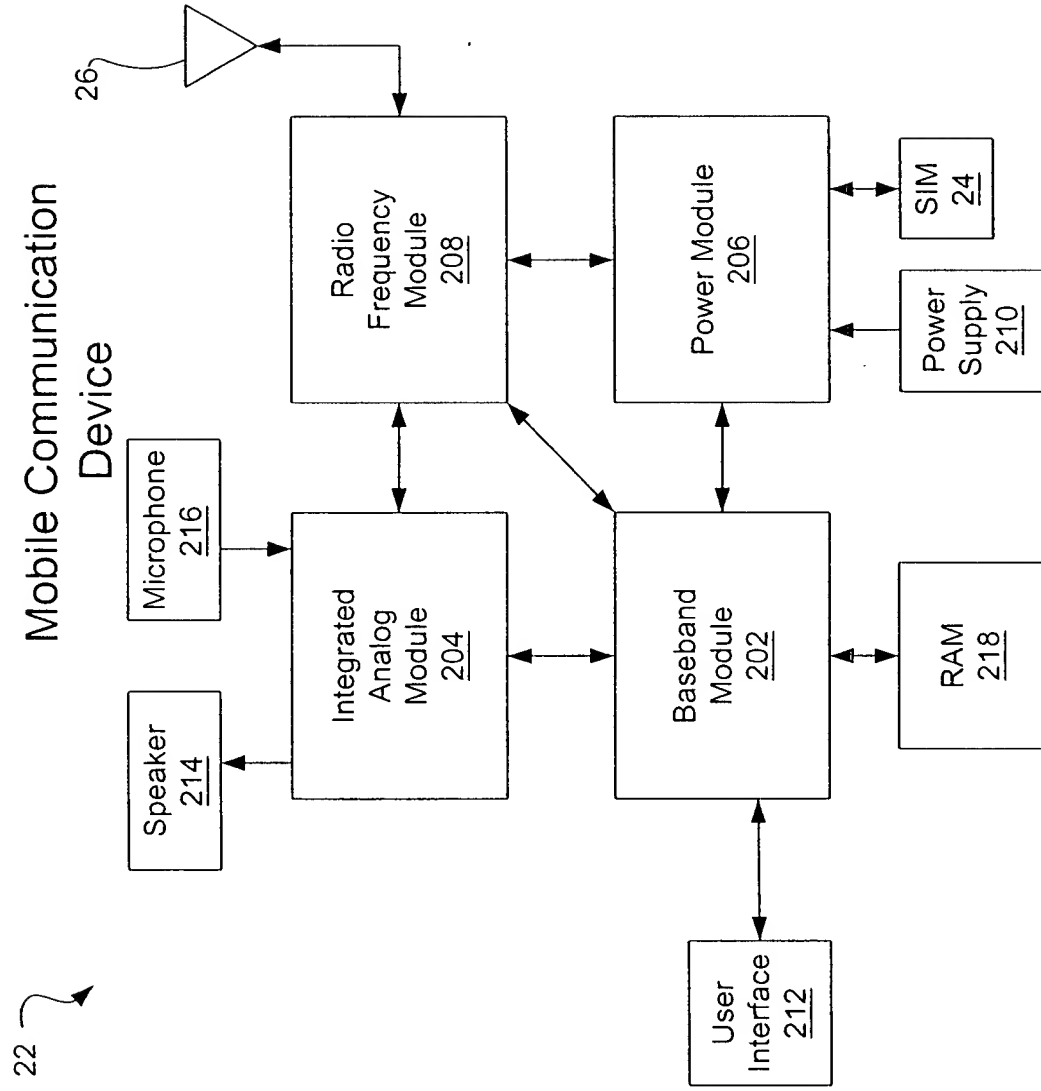 22
Mobile Communication
Device
26
Speaker
214
Microphone
216
Integrated
Analog
Module
204
Radio
Frequency
Module
208
User
Interface
212
Baseband
Module
202
Power Module
206
RAM
218
Power
Supply
210
SIM
24